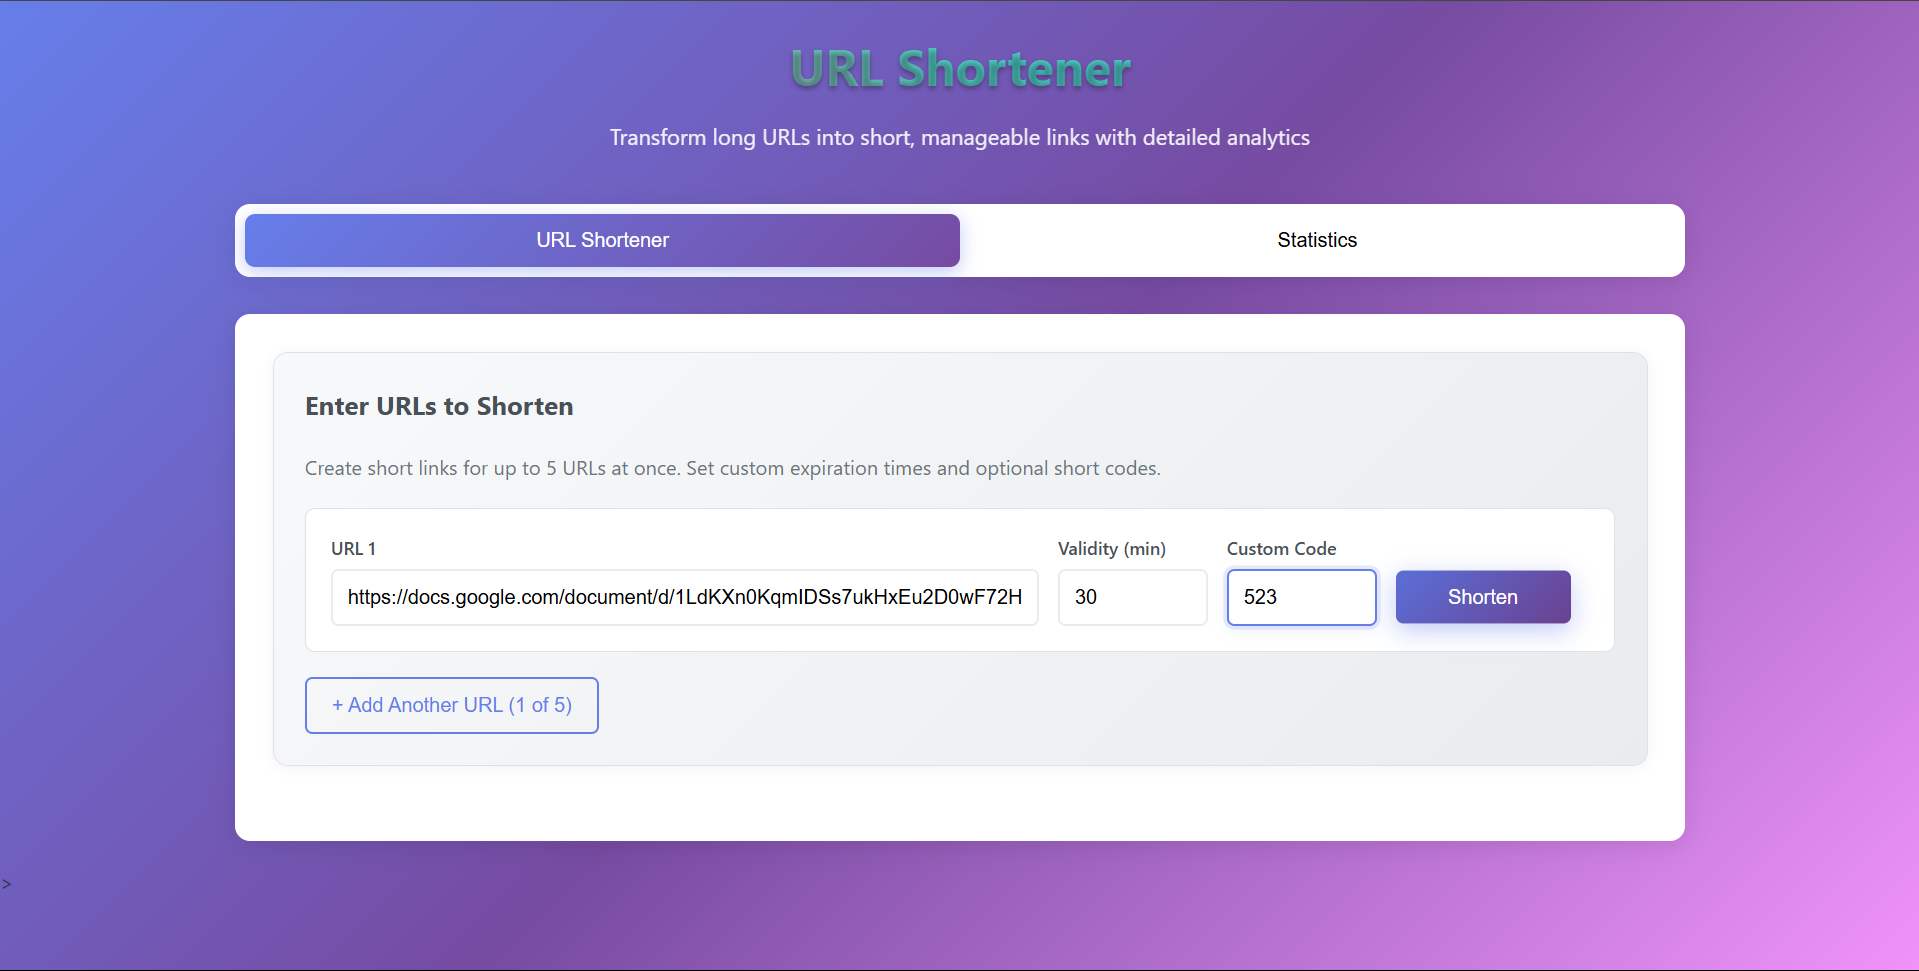 URL Shortener
Transform long URLs into short, manageable links with detailed analytics
URL Shortener
Statistics
Enter URLs to Shorten
Create short links for up to 5 URLs at once. Set custom expiration times and optional short codes.
URL 1
Validity (min)
Custom Code
https://docs.google.com/document/d/1LdKXn0KqmIDSs7ukHxEu2D0wF72H
30
523
Shorten
+ Add Another URL (1 of 5)
>